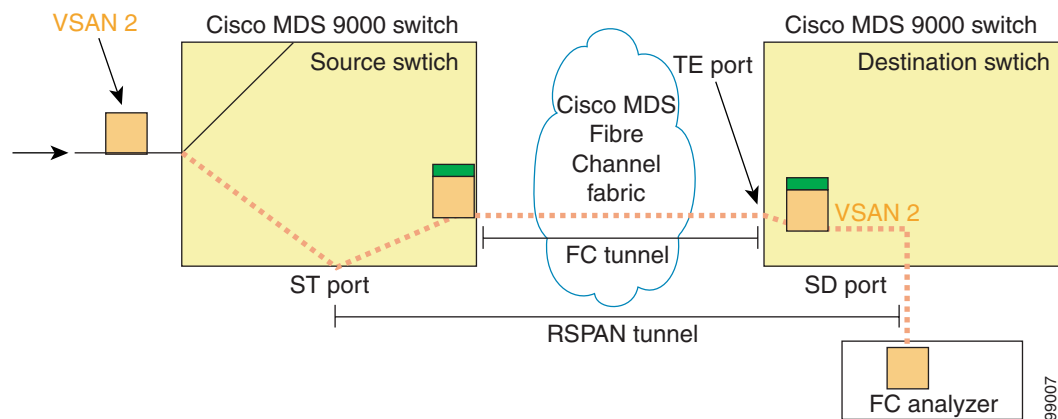 VSAN 2
Cisco MDS 9000 switch
Source swtich
Cisco MDS
Fibre
Channel
fabric
TE port
Cisco MDS 9000 switch
Destination swtich
VSAN 2
FC tunnel
ST port
SD port
RSPAN tunnel
FC analyzer
99007